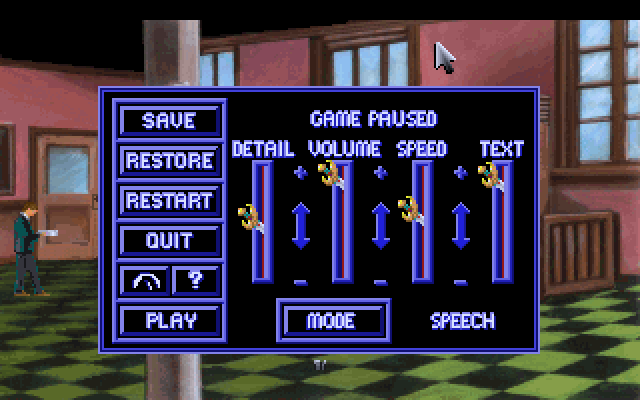 SAVE
RESTORE
RESTART
QUIT
?
PLAY
GAME PAUSED
DETAIL VOLUME SPEED TEXT
MODE SPEECH